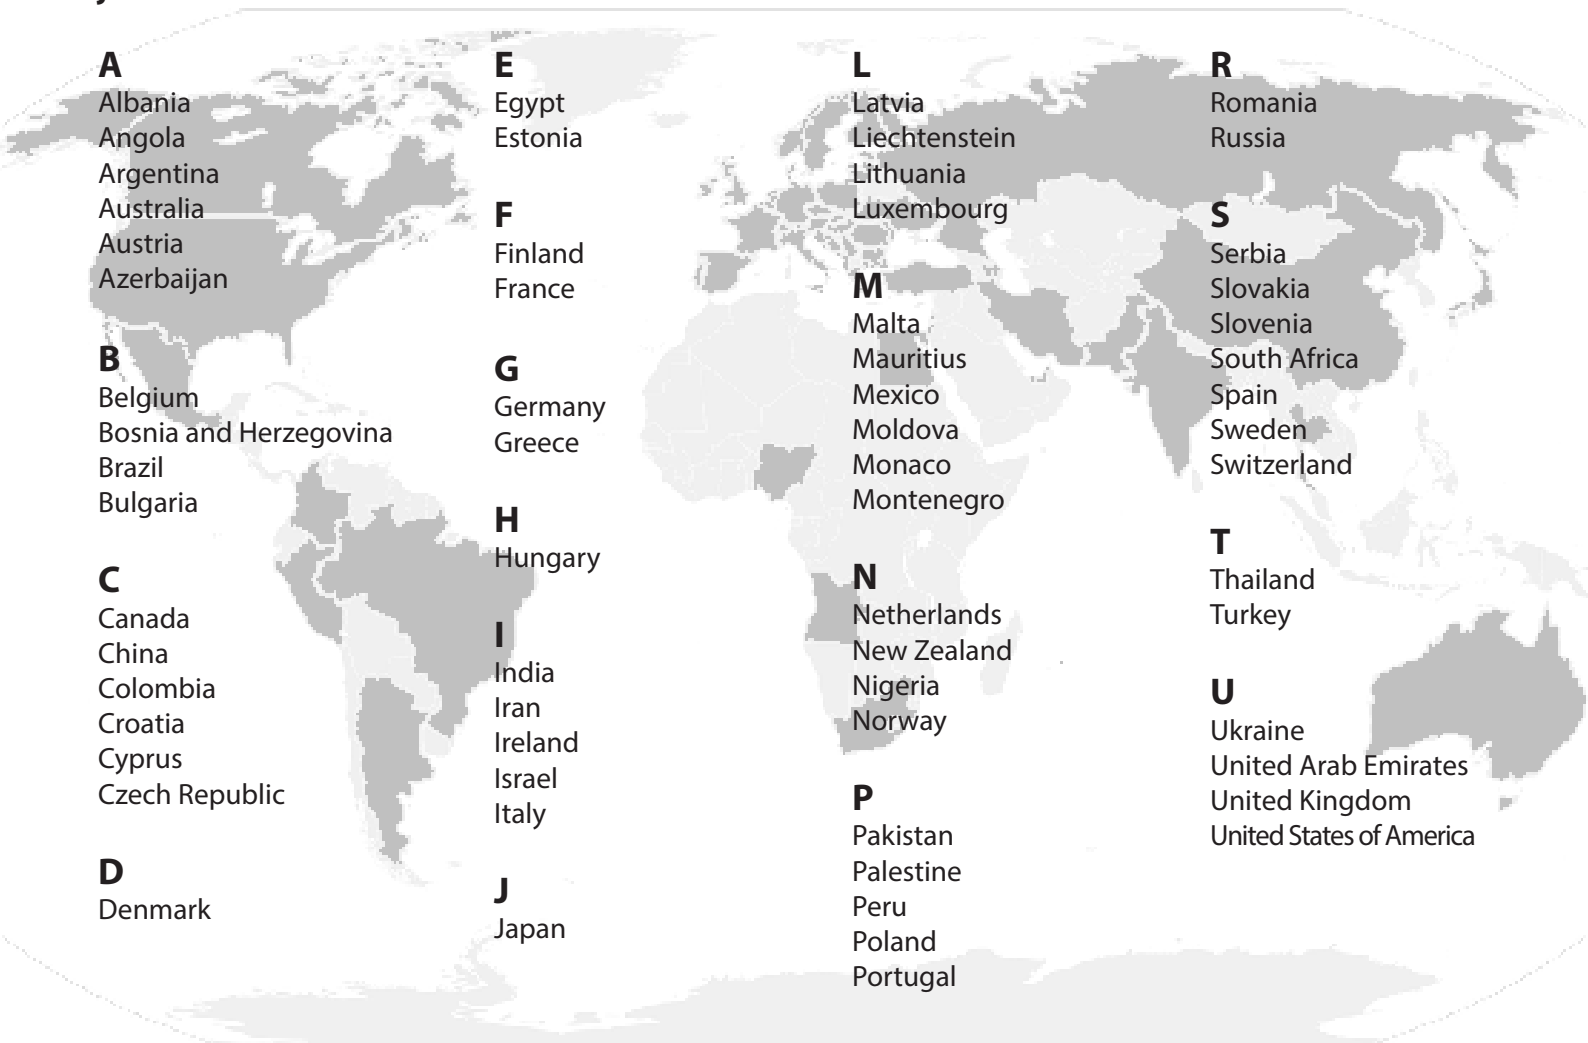 A
Albania
Angola
Argentina
Australia
Austria
Azerbaijan
B
Belgium
Bosnia and Herzegovina
Brazil
Bulgaria
C
Canada
China
Colombia
Croatia
Cyprus
Czech Republic
D
Denmark
E
Egypt
Estonia
F
Finland
France
G
Germany
Greece
H
Hungary
I
India
Iran
Ireland
Israel
Italy
J
Japan
L
Latvia
Liechtenstein
Lithuania
Luxembourg
M
Malta
Mauritius
Mexico
Moldova
Monaco
Montenegro
N
Netherlands
New Zealand
Nigeria
Norway
P
Pakistan
Palestine
Peru
Poland
Portugal
R
Romania
Russia
S
Serbia
Slovakia
Slovenia
South Africa
Spain
Sweden
Switzerland
T
Thailand
Turkey
U
Ukraine
United Arab Emirates
United Kingdom
United States of America